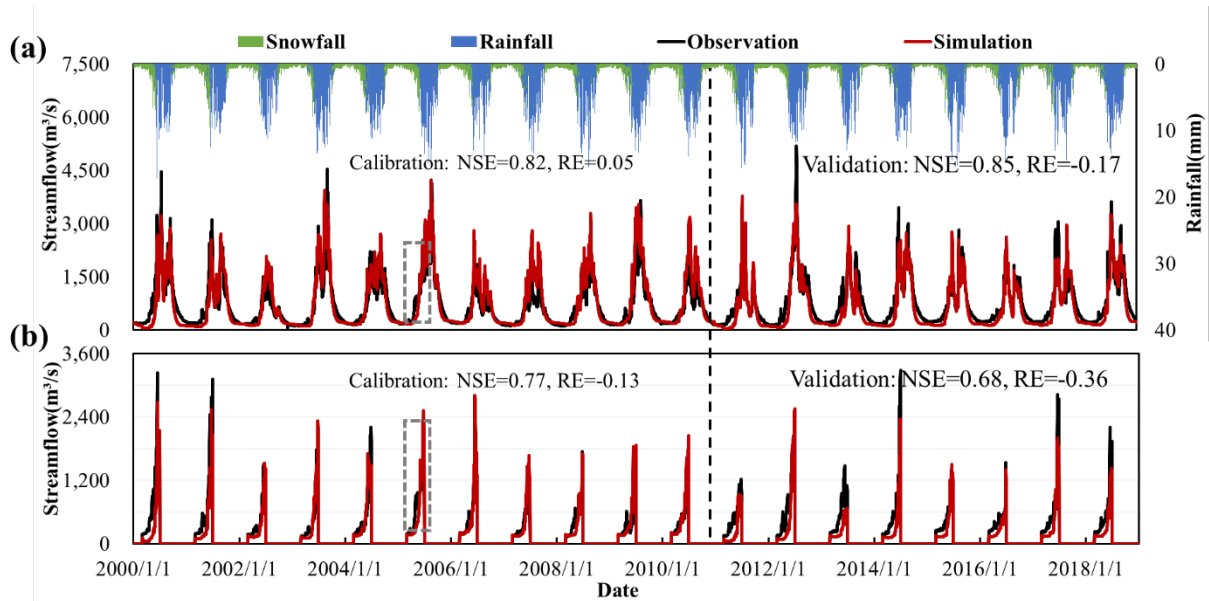 (a)
Snowfall Rainfall Observation Simulation
7,500
6,000
4,500
3,000
1,500
0
Streamflow(m³/s)
0
10
20
30
40
Rainfall(mm)
Calibration: NSE=0.82, RE=0.05
Validation: NSE=0.85, RE=-0.17
(b)
3,600
2,400
1,200
0
Streamflow(m³/s)
Calibration: NSE=0.77, RE=-0.13
Validation: NSE=0.68, RE=-0.36
2000/1/1 2002/1/1 2004/1/1 2006/1/1 2008/1/1 2010/1/1 2012/1/1 2014/1/1 2016/1/1 2018/1/1
Date